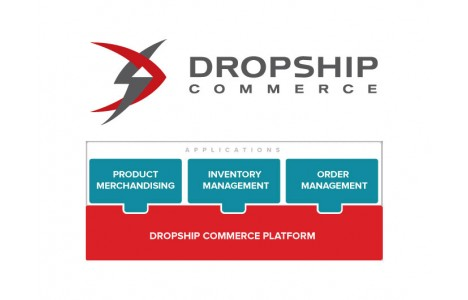 DROPSHIP
COMMERCE
APPLICATIONS
PRODUCT
MERCHANDISING
INVENTORY
MANAGEMENT
ORDER
MANAGEMENT
DROPSHIP COMMERCE PLATFORM